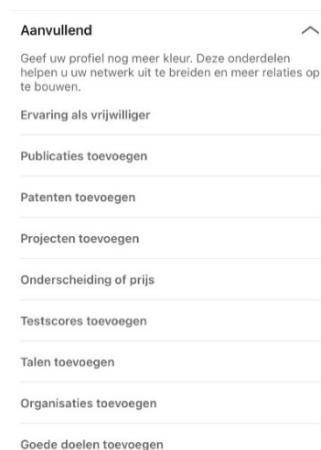 Aanvullend
Geef uw profiel nog meer kleur. Deze onderdelen
helpen u uw netwerk uit te breiden en meer relaties op
te bouwen.
Ervaring als vrijwilliger
Publicaties toevoegen
Patenten toevoegen
Projecten toevoegen
Onderscheiding of prijs
Testscores toevoegen
Talen toevoegen
Organisaties toevoegen
Goede doelen toevoegen